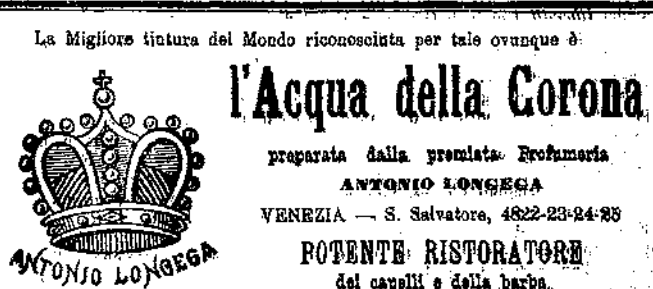 La Migliore tintura del Mondo riconosciuta per tale ovunque è
l'Acqua della Corona
preparata dalla premiata Profumeria
ANTONIO LONGEGA
VENEZIA — S. Salvatore, 4822-23-24-25
POTENTE RISTORATORE
dei capelli e della barba.
ANTONIO LONGEGA